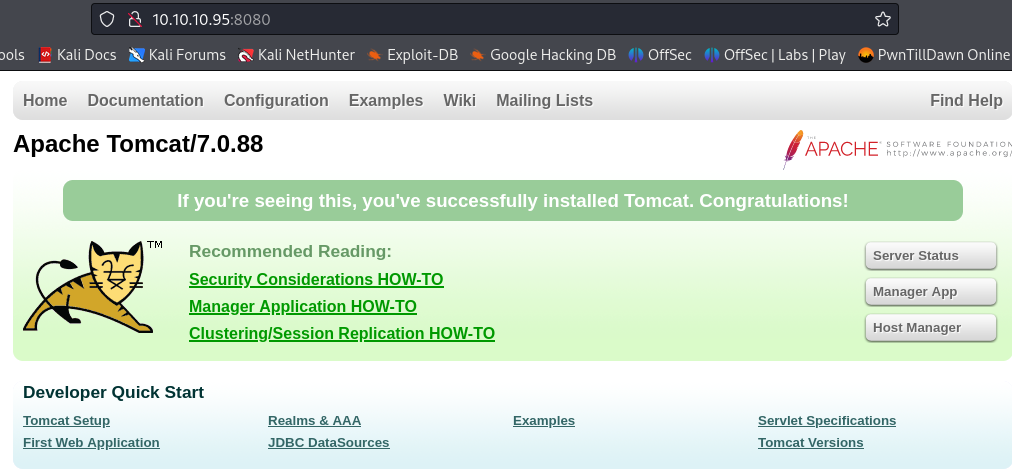 10.10.10.95:8080
ools Kali Docs Kali Forums Kali NetHunter Exploit-DB Google Hacking DB OffSec OffSec | Labs | Play PwnTillDawn Online
Home Documentation Configuration Examples Wiki Mailing Lists Find Help
Apache Tomcat/7.0.88
THE
APACHE SOFTWARE FOUNDATION
http://www.apache.org/
If you're seeing this, you've successfully installed Tomcat. Congratulations!
TM
Recommended Reading:
Security Considerations HOW-TO
Manager Application HOW-TO
Clustering/Session Replication HOW-TO
Server Status
Manager App
Host Manager
Developer Quick Start
Tomcat Setup Realms & AAA Examples Servlet Specifications
First Web Application JDBC DataSources Tomcat Versions